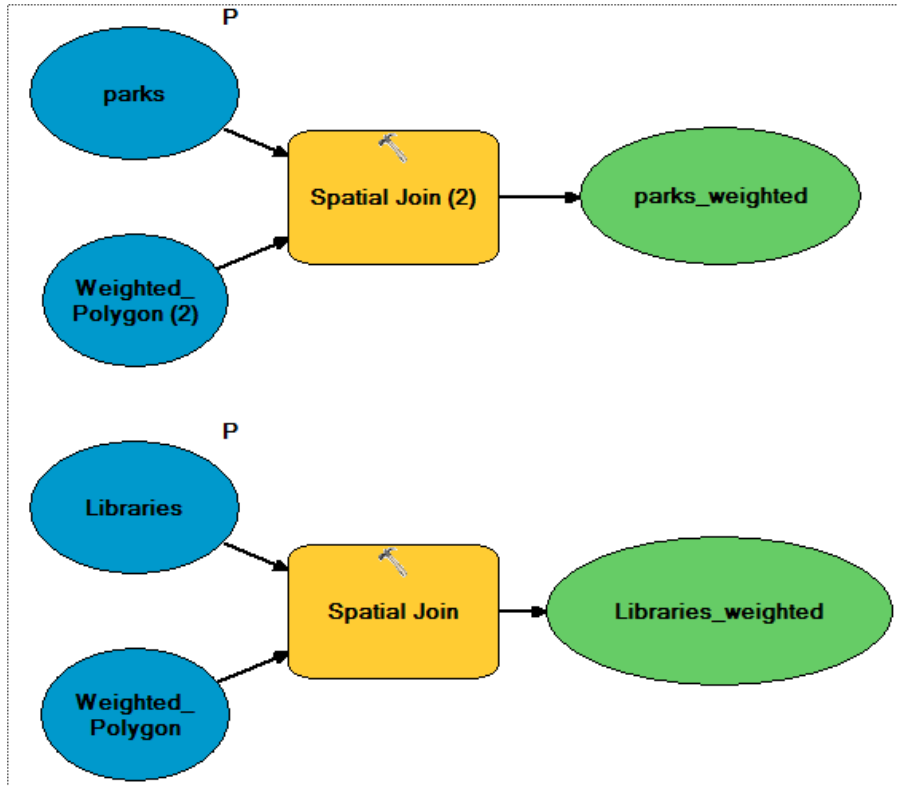 P
parks
Spatial Join (2)
parks_weighted
Weighted_
Polygon (2)
P
Libraries
Spatial Join
Libraries_weighted
Weighted_
Polygon